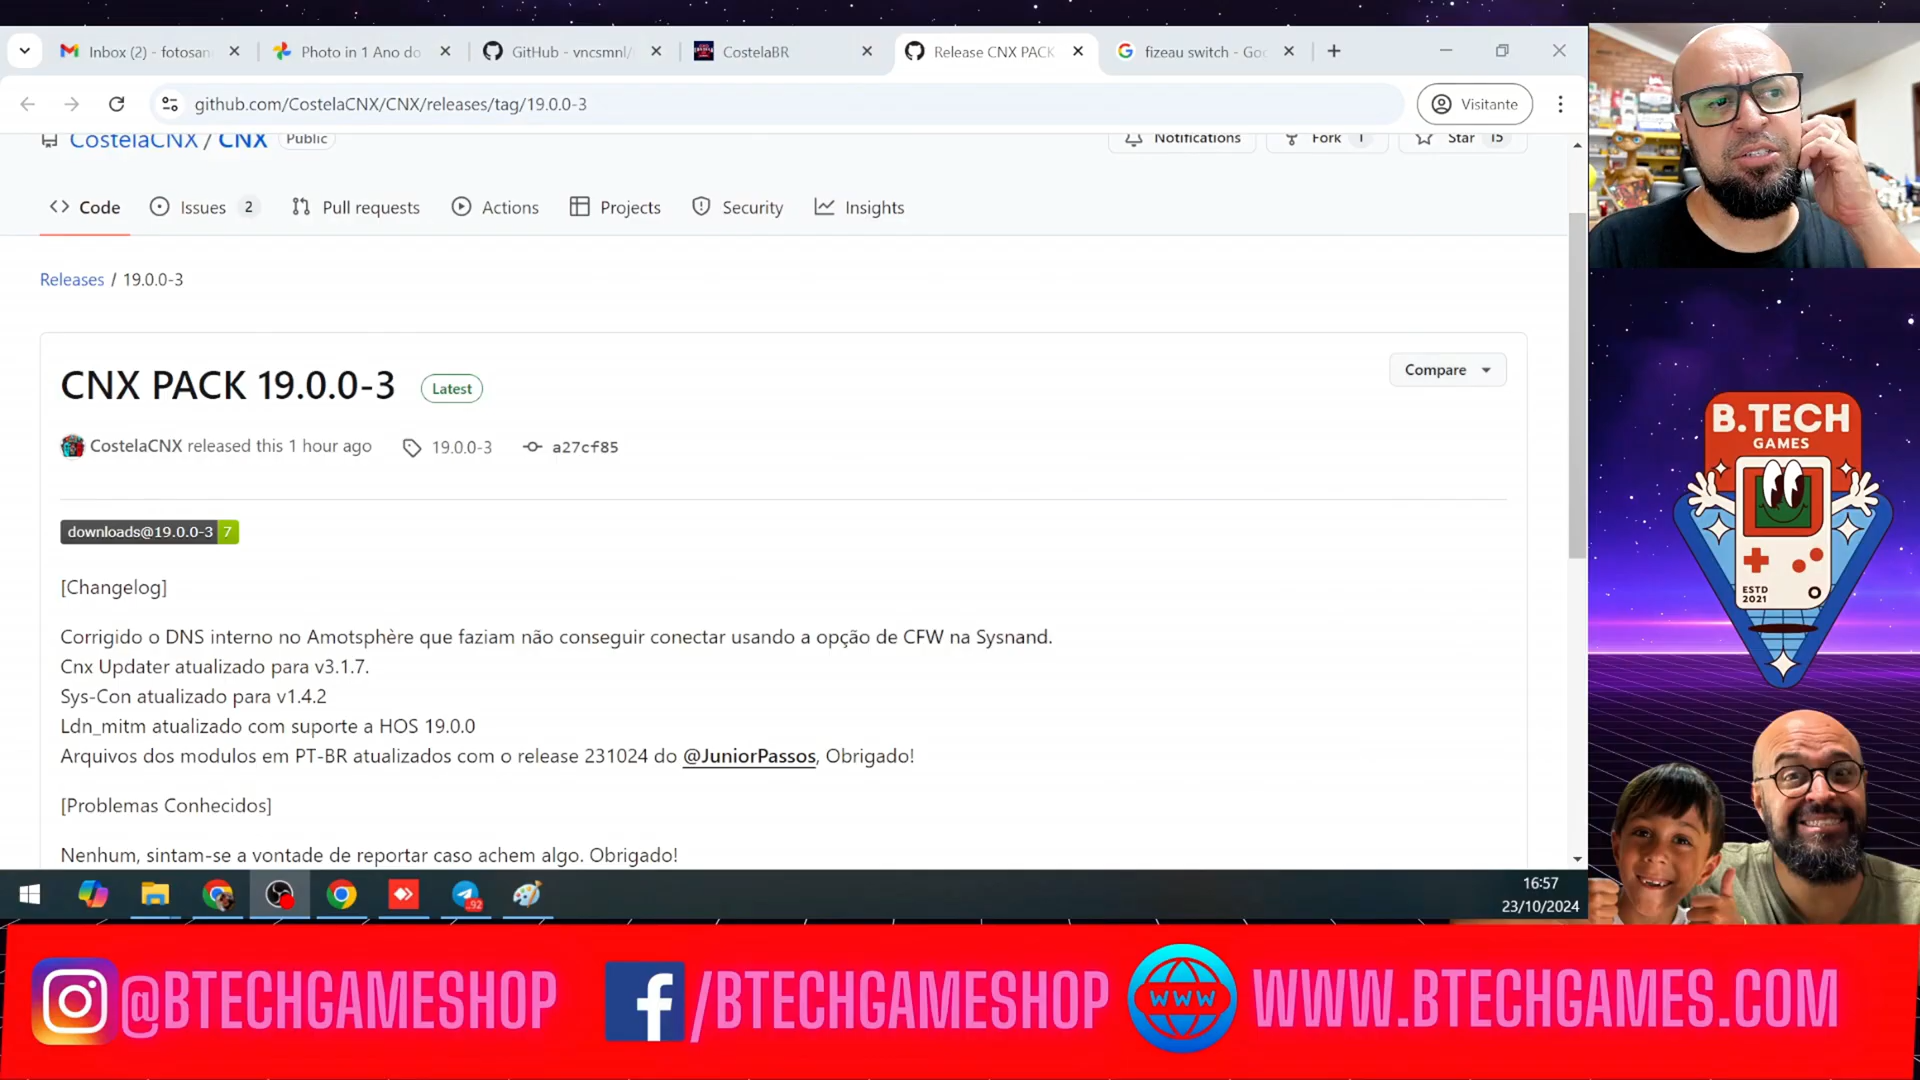 Inbox (2) - fotosan
Photo in 1 Ano do
GitHub - vncsmnl/
CostelaBR
Release CNX PACK
fizeau switch - Goo
github.com/CostelaCNX/CNX/releases/tag/19.0.0-3
Visitante
CostelaCNX / CNX
Public
Notifications
Fork 1
Star 15
Code
Issues 2
Pull requests
Actions
Projects
Security
Insights
Releases / 19.0.0-3
CNX PACK 19.0.0-3
Latest
Compare
CostelaCNX released this 1 hour ago
19.0.0-3
a27cf85
downloads@19.0.0-3 7
[Changelog]
Corrigido o DNS interno no Amotsphère que faziam não conseguir conectar usando a opção de CFW na Sysnand.
Cnx Updater atualizado para v3.1.7.
Sys-Con atualizado para v1.4.2
Ldn_mitm atualizado com suporte a HOS 19.0.0
Arquivos dos modulos em PT-BR atualizados com o release 231024 do @JuniorPassos, Obrigado!
[Problemas Conhecidos]
Nenhum, sintam-se a vontade de reportar caso achem algo. Obrigado!
92
16:57
23/10/2024
B.TECH
GAMES
ESTD
2021
@BTECHGAMESHOP
/BTECHGAMESHOP
WWW
WWW.BTECHGAMES.COM